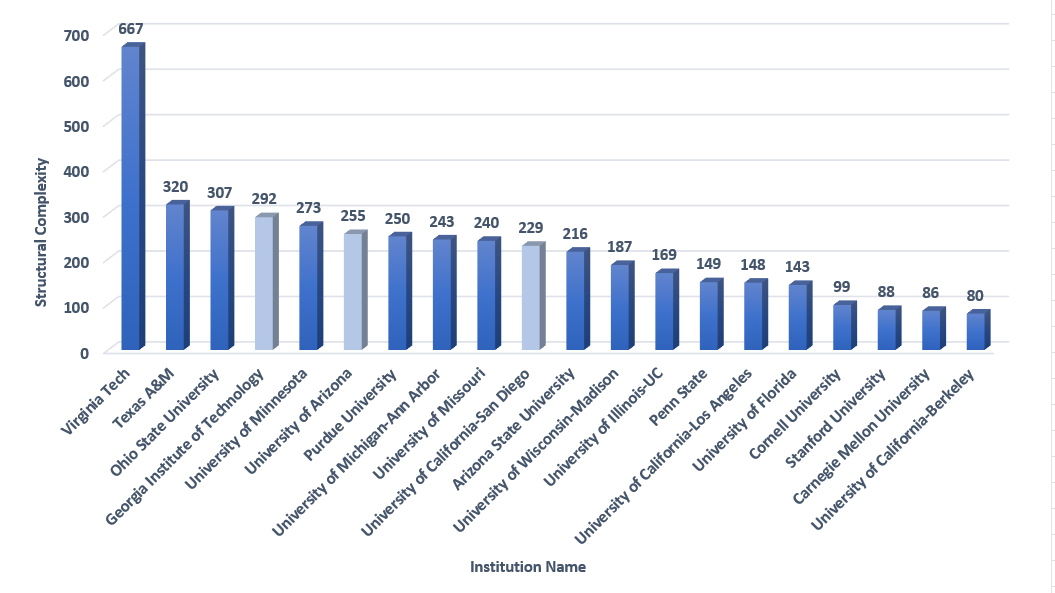 Structural Complexity
700
600
500
400
300
200
100
0
667
320
307
292
273
255
250
243
240
229
216
187
169
149
148
143
99
88
86
80
Virginia Tech
Texas A&M
Ohio State University
Georgia Institute of Technology
University of Minnesota
University of Arizona
Purdue University
University of Michigan-Ann Arbor
University of Missouri
University of California-San Diego
Arizona State University
University of Wisconsin-Madison
University of Illinois-UC
Penn State
University of California-Los Angeles
University of Florida
Cornell University
Stanford University
Carnegie Mellon University
University of California-Berkeley
Institution Name